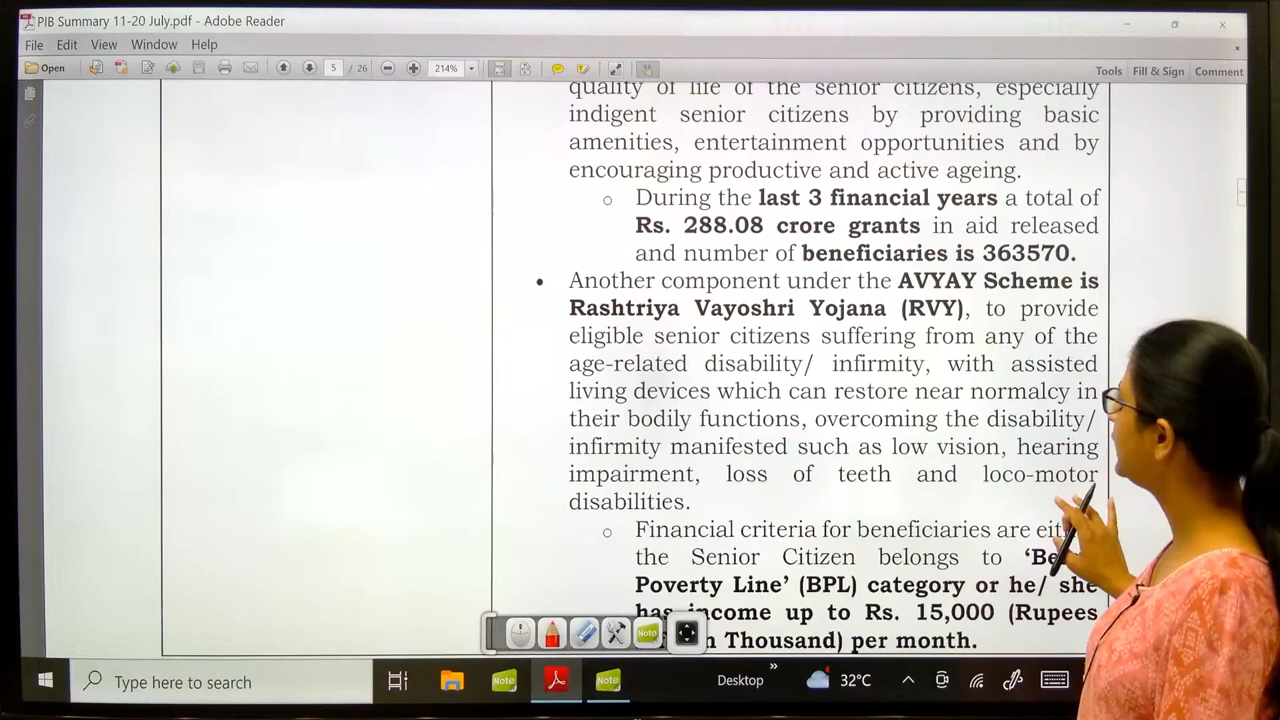 PIB Summary 11-20 July.pdf - Adobe Reader
File Edit View Window Help
Open 5 / 26 214% Tools Fill & Sign Comment
quality of life of the senior citizens, especially
indigent senior citizens by providing basic
amenities, entertainment opportunities and by
encouraging productive and active ageing.
o During the last 3 financial years a total of
Rs. 288.08 crore grants in aid released
and number of beneficiaries is 363570.
• Another component under the AVYAY Scheme is
Rashtriya Vayoshri Yojana (RVY), to provide
eligible senior citizens suffering from any of the
age-related disability/ infirmity, with assisted
living devices which can restore near normalcy in
their bodily functions, overcoming the disability/
infirmity manifested such as low vision, hearing
impairment, loss of teeth and loco-motor
disabilities.
o Financial criteria for beneficiaries are
the Senior Citizen belongs to
Poverty Line' (BPL) category or he/ she
has income up to Rs. 15,000 (Rupees
Thousand) per month.
Note
Type here to search Note Note Desktop 32°C